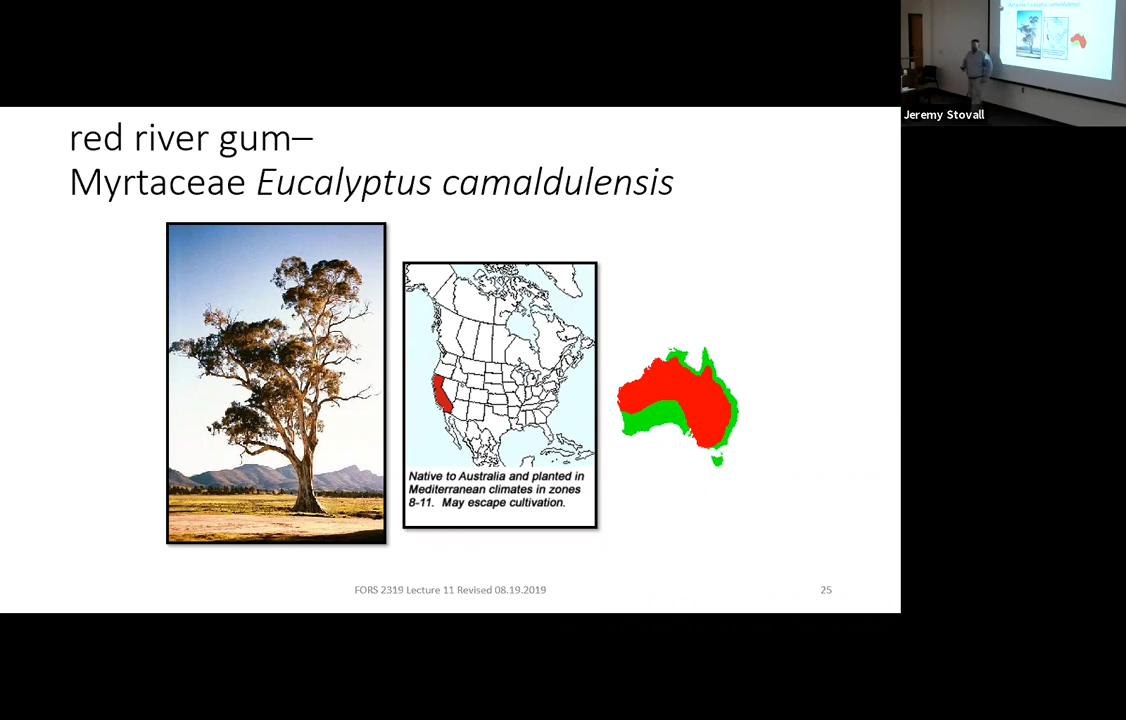 Jeremy Stovall
red river gum–
Myrtaceae Eucalyptus camaldulensis
Native to Australia and planted in
Mediterranean climates in zones
8-11. May escape cultivation.
FORS 2319 Lecture 11 Revised 08.19.2019
25